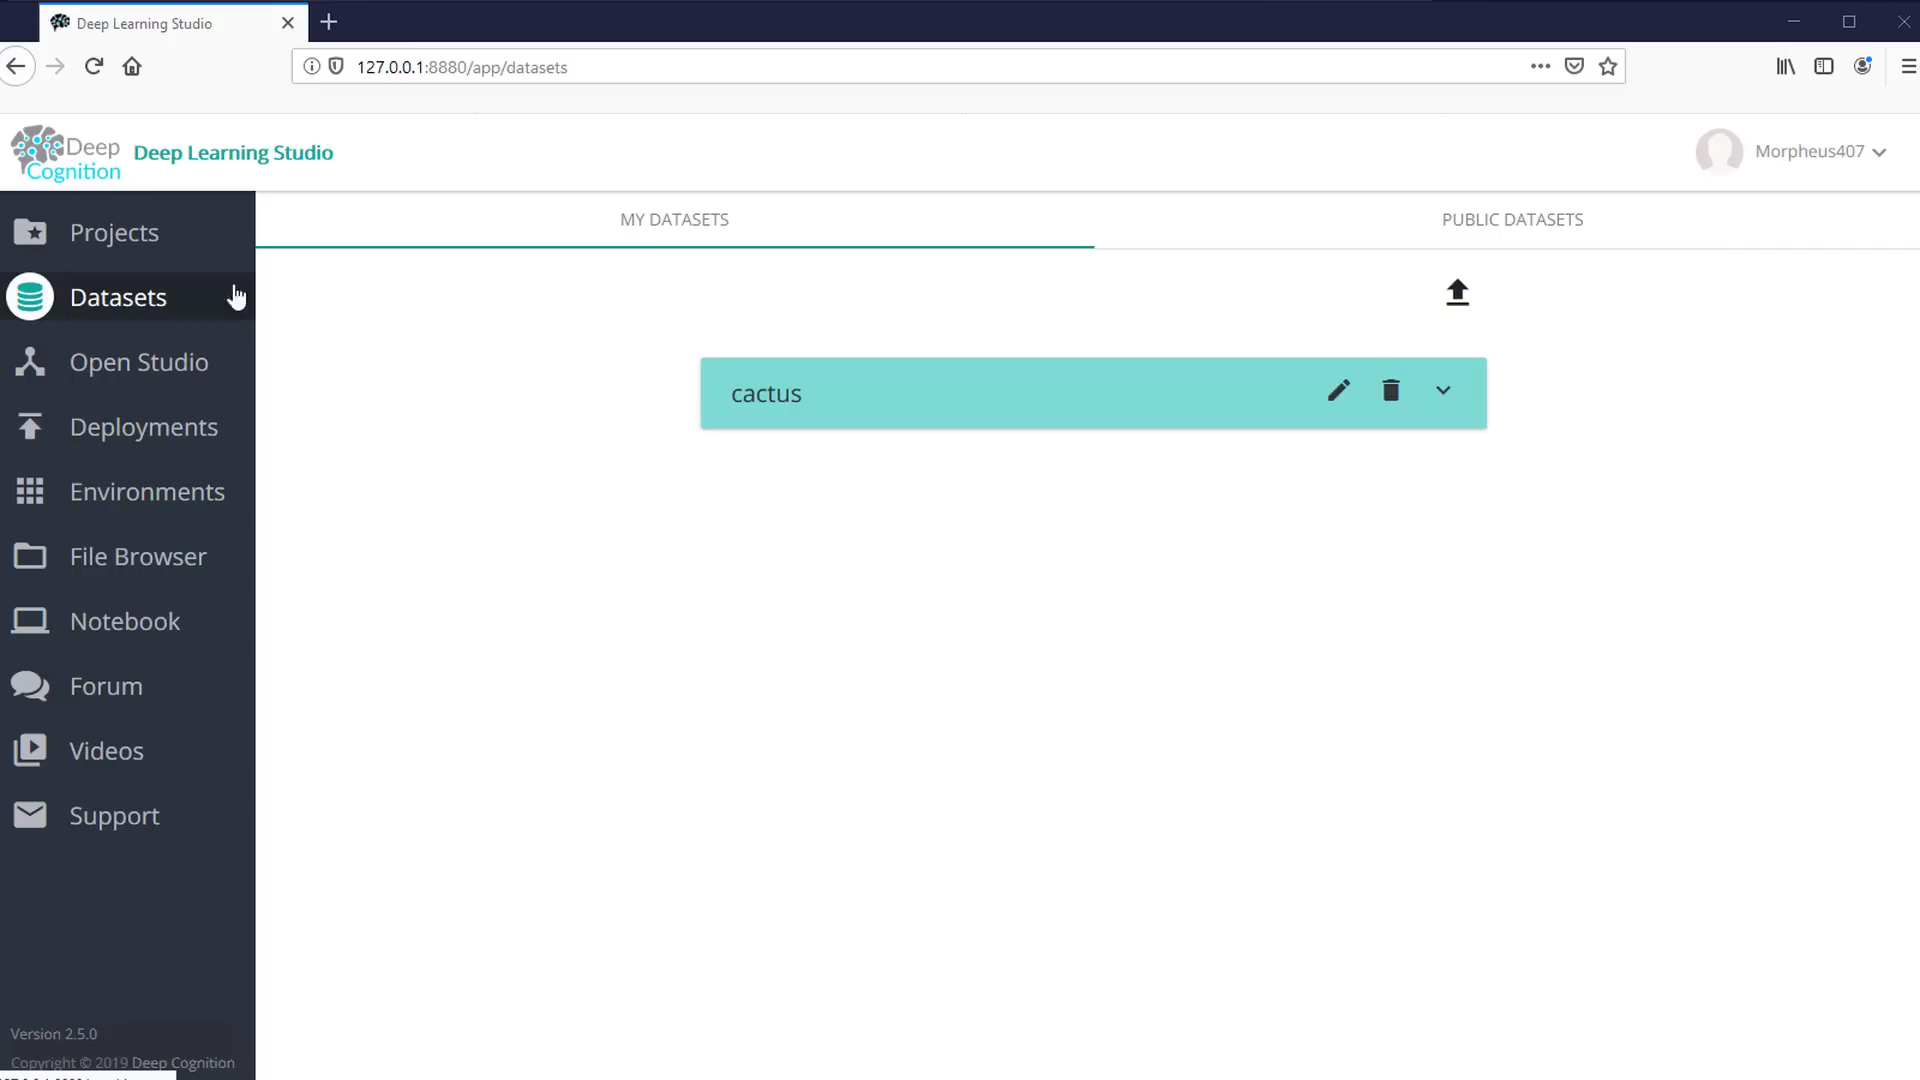 Deep Learning Studio
127.0.0.1:8880/app/datasets
Deep
Cognition
Deep Learning Studio
Morpheus407
Projects
Datasets
Open Studio
Deployments
Environments
File Browser
Notebook
Forum
Videos
Support
MY DATASETS
PUBLIC DATASETS
cactus
Version 2.5.0
Copyright © 2019 Deep Cognition